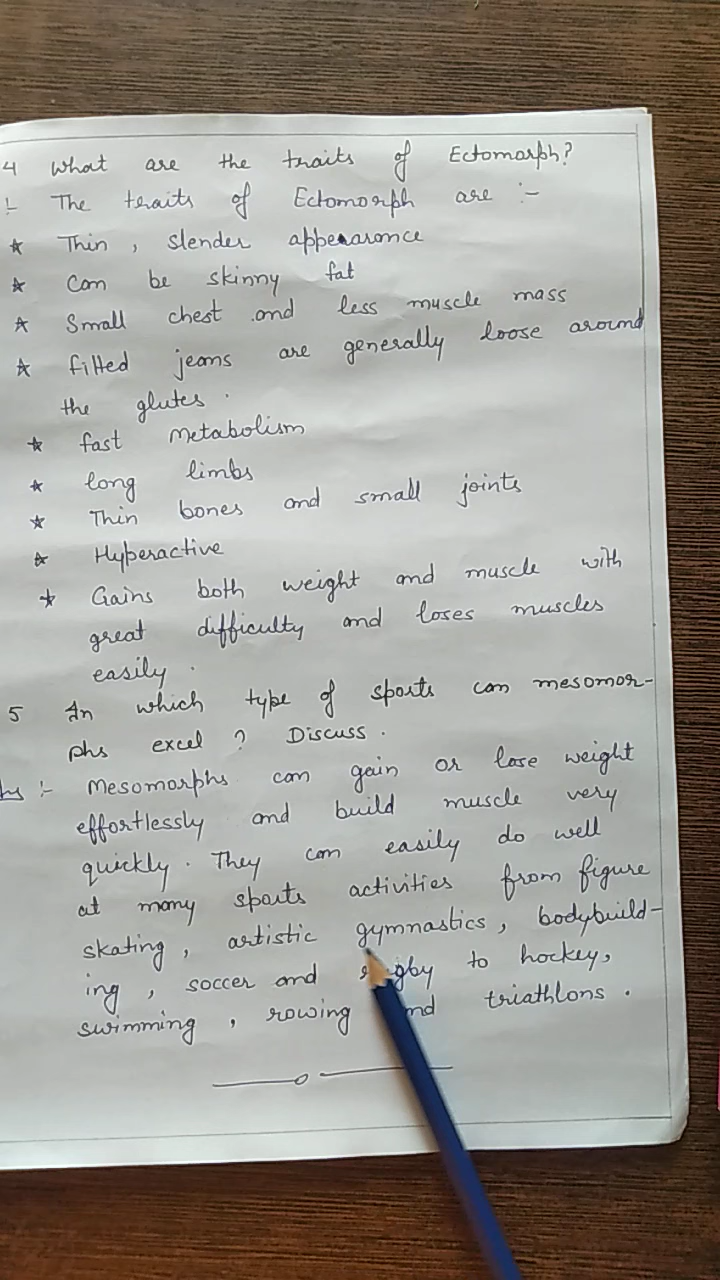 4 What are the traits of Ectomorph?
:- The traits of Ectomorph are :-
★ Thin , slender appearance
★ Can be skinny fat
★ Small chest and less muscle mass
★ fitted jeans are generally loose around
the glutes .
★ fast Metabolism
★ long limbs
★ Thin bones and small joints
★ Hyperactive
★ Gains both weight and muscle with
great difficulty and loses muscles
easily .
5 In which type of sports can mesomor-
phs excel ? Discuss .
:- Mesomorphs can gain or lose weight
effortlessly and build muscle very
quickly . They can easily do well
at many sports activities from figure
skating , artistic gymnastics , bodybuild-
ing , soccer and rugby to hockey,
swimming , rowing and triathlons .